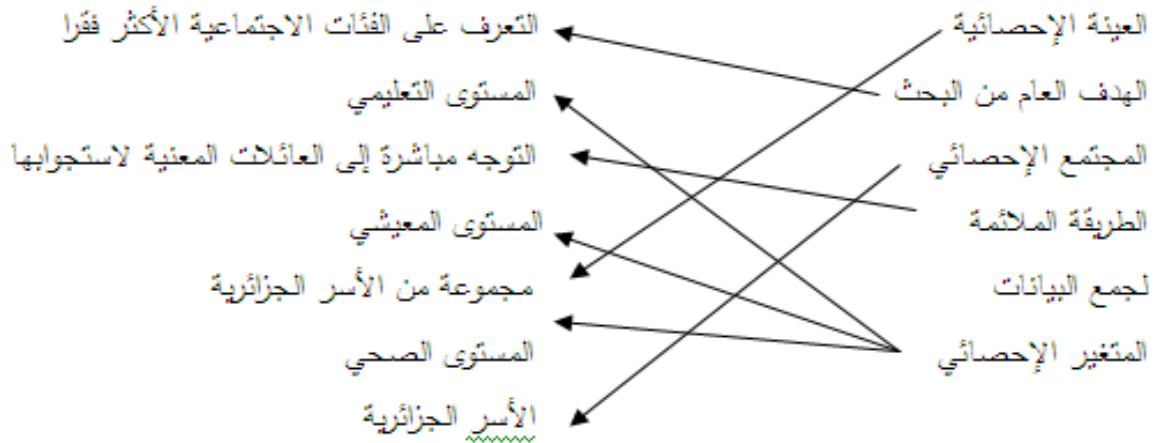 العينة الإحصائية
التعرف على الفئات الاجتماعية الأكثر فقرا
الهدف العام من البحث
المستوى التعليمي
المجتمع الإحصائي
التوجه مباشرة إلى العائلات المعنية لاستجوابها
الطريقة الملائمة
المستوى المعيشي
لجمع البيانات
مجموعة من الأسر الجزائرية
المتغير الإحصائي
المستوى الصحي
الأسر الجزائرية